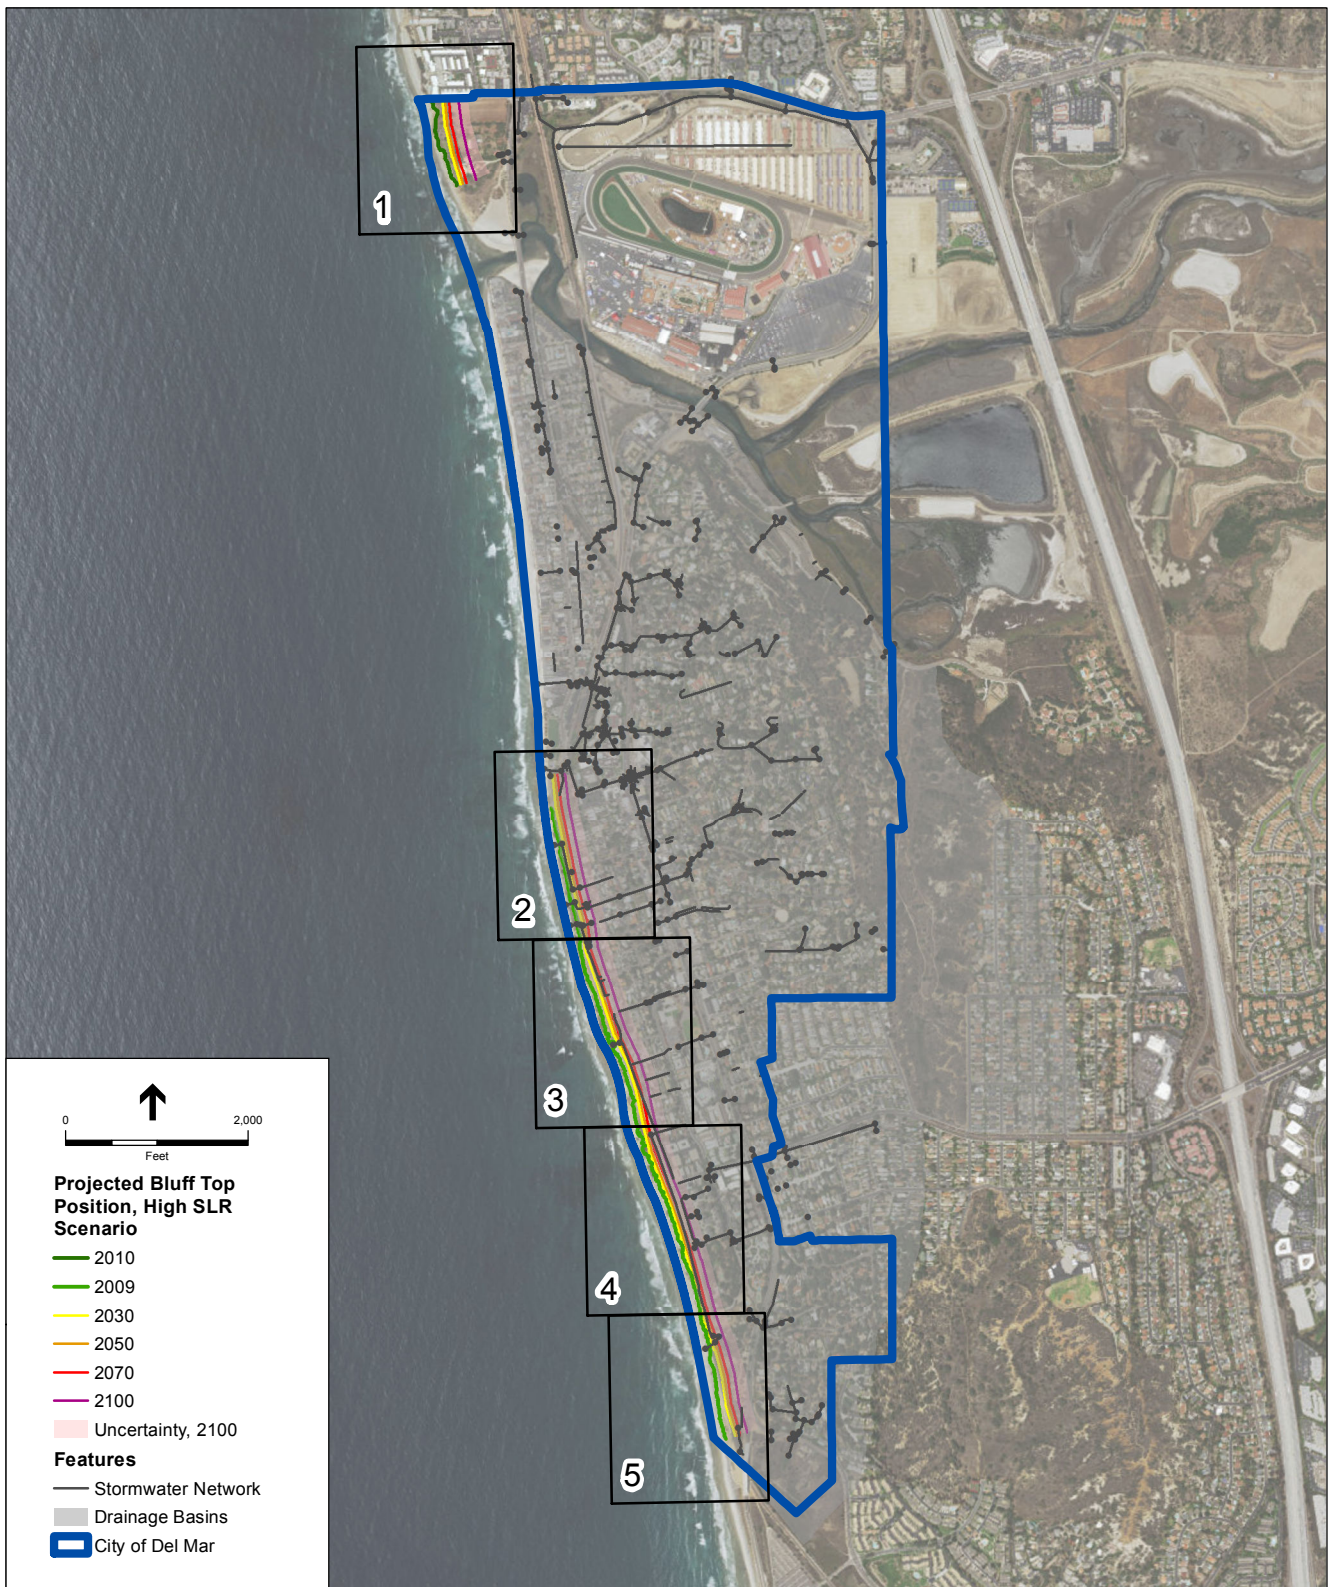 1
2
3
4
5
0
2,000
Feet
Projected Bluff Top
Position, High SLR
Scenario
2010
2009
2030
2050
2070
2100
Uncertainty, 2100
Features
Stormwater Network
Drainage Basins
City of Del Mar